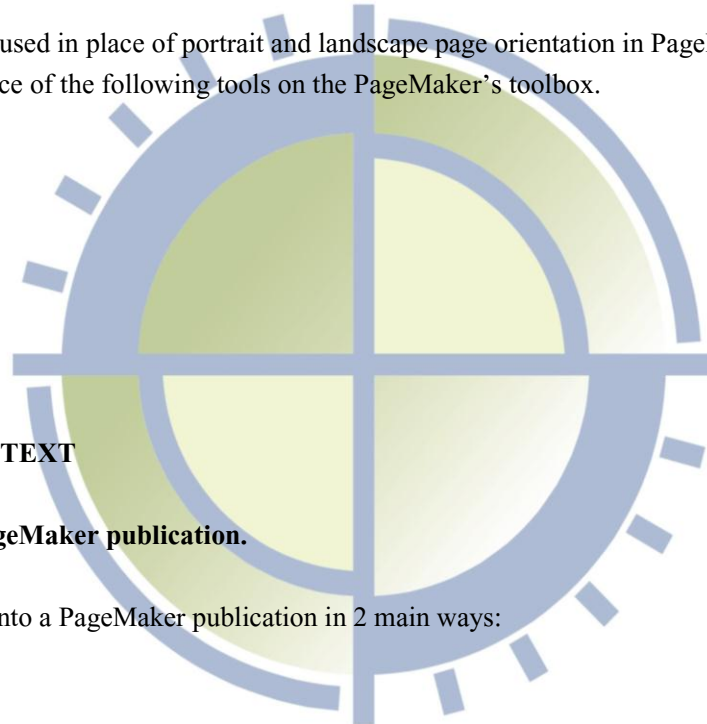 used in place of portrait and landscape page orientation in Page
ce of the following tools on the PageMaker’s toolbox.
TEXT
geMaker publication.
nto a PageMaker publication in 2 main ways: